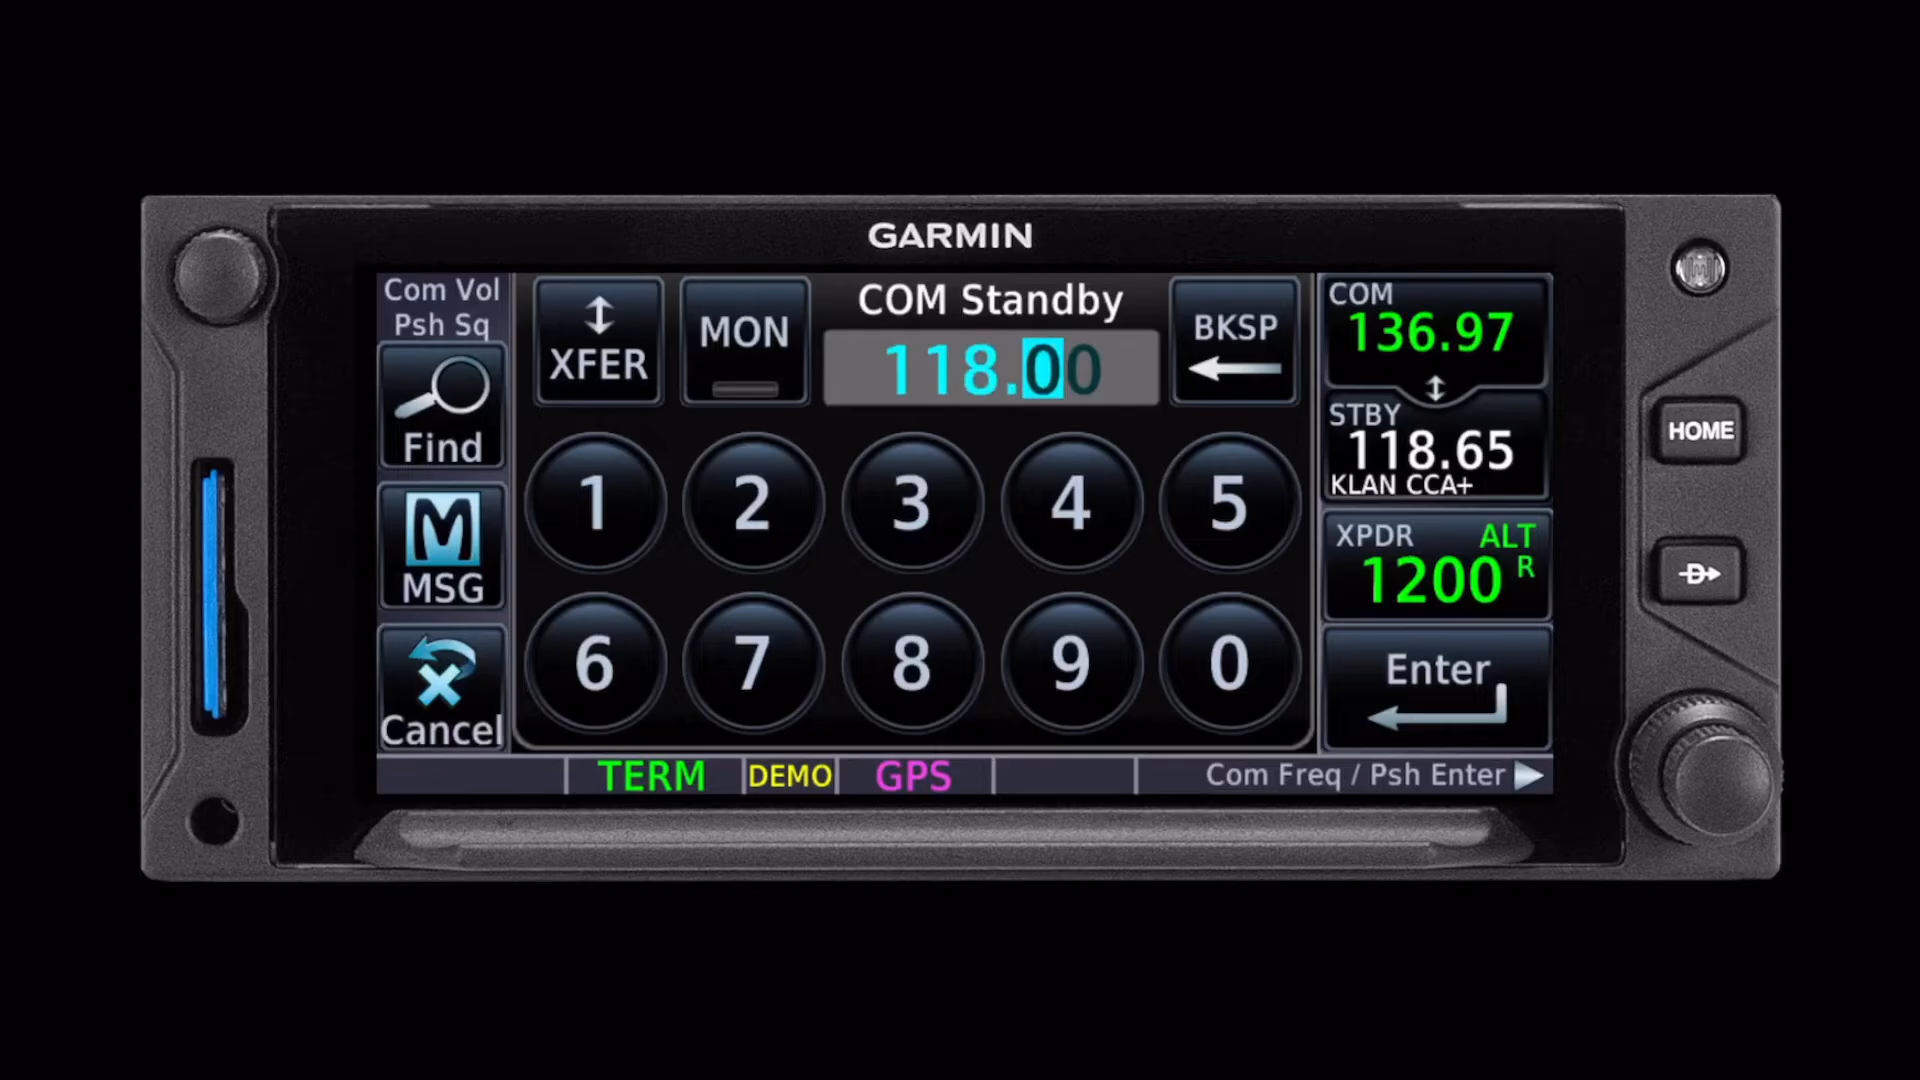 GARMIN
Com Vol
Psh Sq
Find
MSG
Cancel
XFER
MON
COM Standby
118.00
BKSP
1 2 3 4 5
6 7 8 9 0
COM
136.97
STBY
118.65
KLAN CCA+
XPDR ALT
1200 R
Enter
TERM DEMO GPS Com Freq / Psh Enter
HOME
D